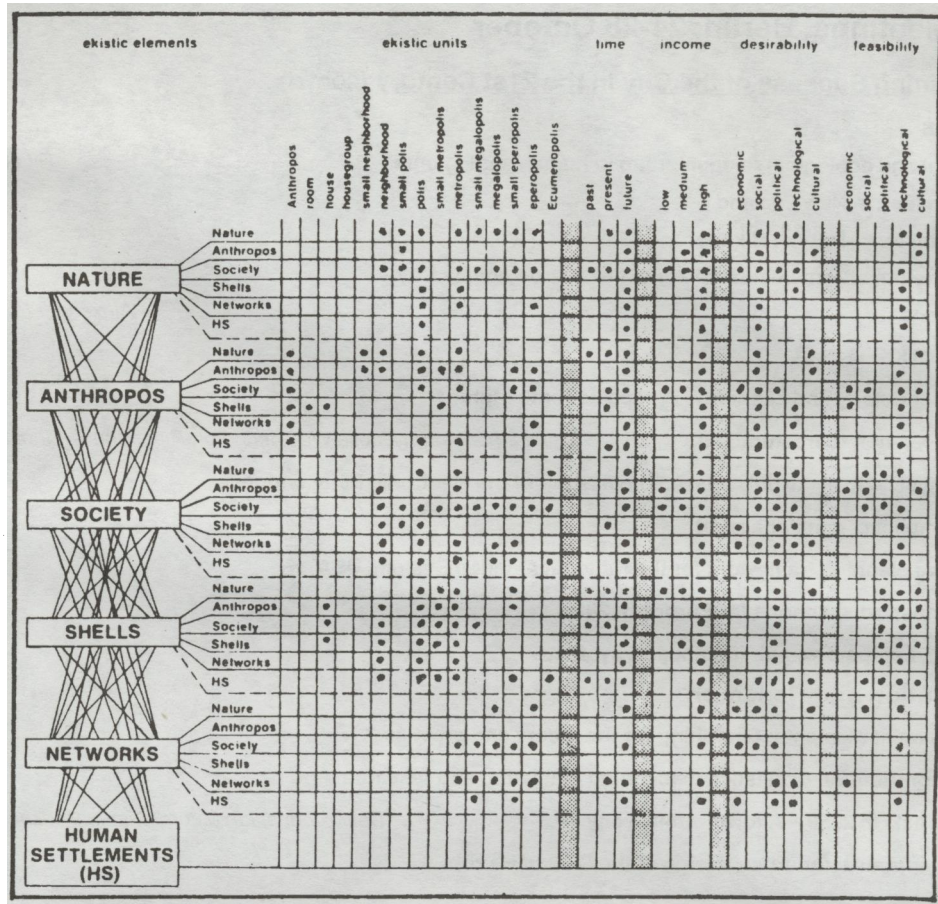 ekistic elements ekistic units time income desirability feasibility
Anthropos
room
house
housegroup
small neighborhood
neighborhood
small polis
polis
small metropolis
metropolis
small megalopolis
megalopolis
small eperopolis
eperopolis
Ecumenopolis
past
present
future
low
medium
high
economic
social
political
technological
cultural
economic
social
political
technological
cultural
NATURE
Nature
Anthropos
Society
Shells
Networks
HS
ANTHROPOS
Nature
Anthropos
Society
Shells
Networks
HS
SOCIETY
Nature
Anthropos
Society
Shells
Networks
HS
SHELLS
Nature
Anthropos
Society
Shells
Networks
HS
NETWORKS
Nature
Anthropos
Society
Shells
Networks
HS
HUMAN
SETTLEMENTS
(HS)